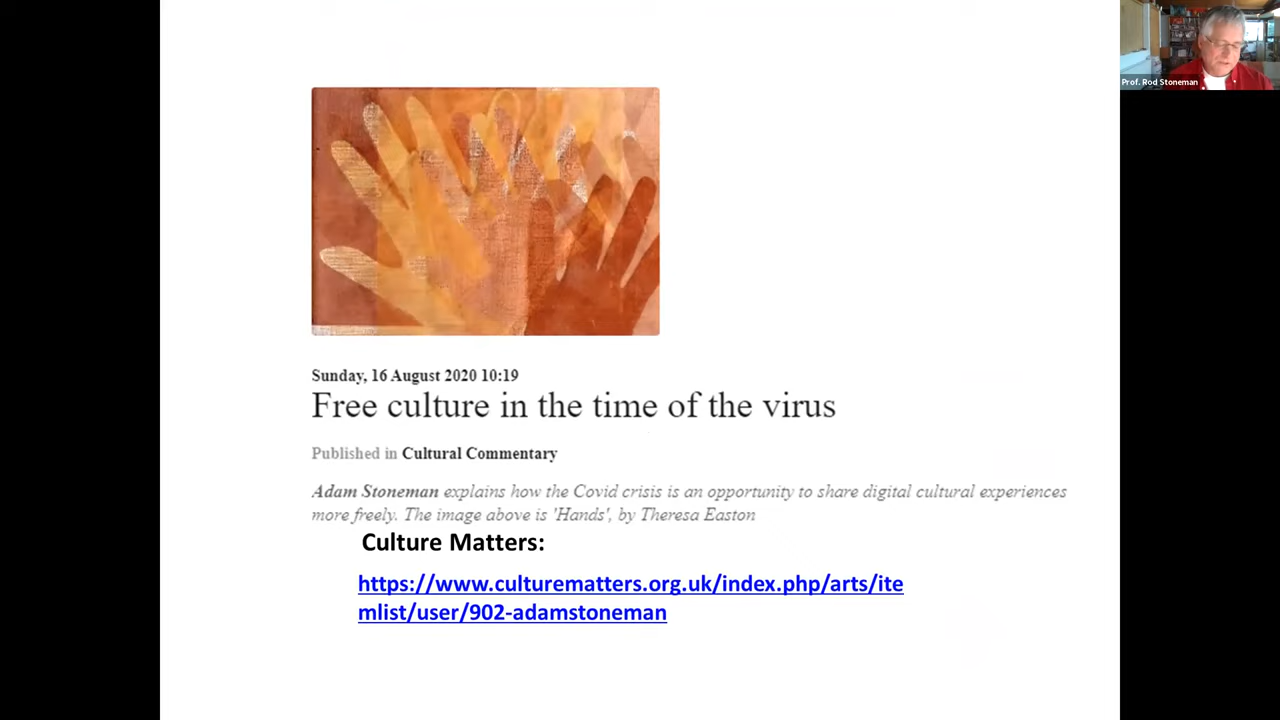 Prof. Rod Stoneman
Sunday, 16 August 2020 10:19
Free culture in the time of the virus
Published in Cultural Commentary
Adam Stoneman explains how the Covid crisis is an opportunity to share digital cultural experiences
more freely. The image above is 'Hands', by Theresa Easton
Culture Matters:
https://www.culturematters.org.uk/index.php/arts/ite
mlist/user/902-adamstoneman